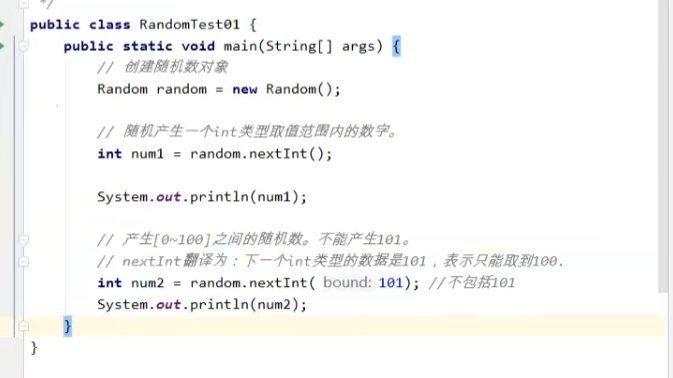 */
public class RandomTest01 {
public static void main(String[] args) {
// 创建随机数对象
Random random = new Random();
// 随机产生一个int类型取值范围内的数字。
int num1 = random.nextInt();
System.out.println(num1);
// 产生[0~100]之间的随机数。不能产生101。
// nextInt翻译为：下一个int类型的数据是101，表示只能取到100.
int num2 = random.nextInt( bound: 101); //不包括101
System.out.println(num2);
}
}